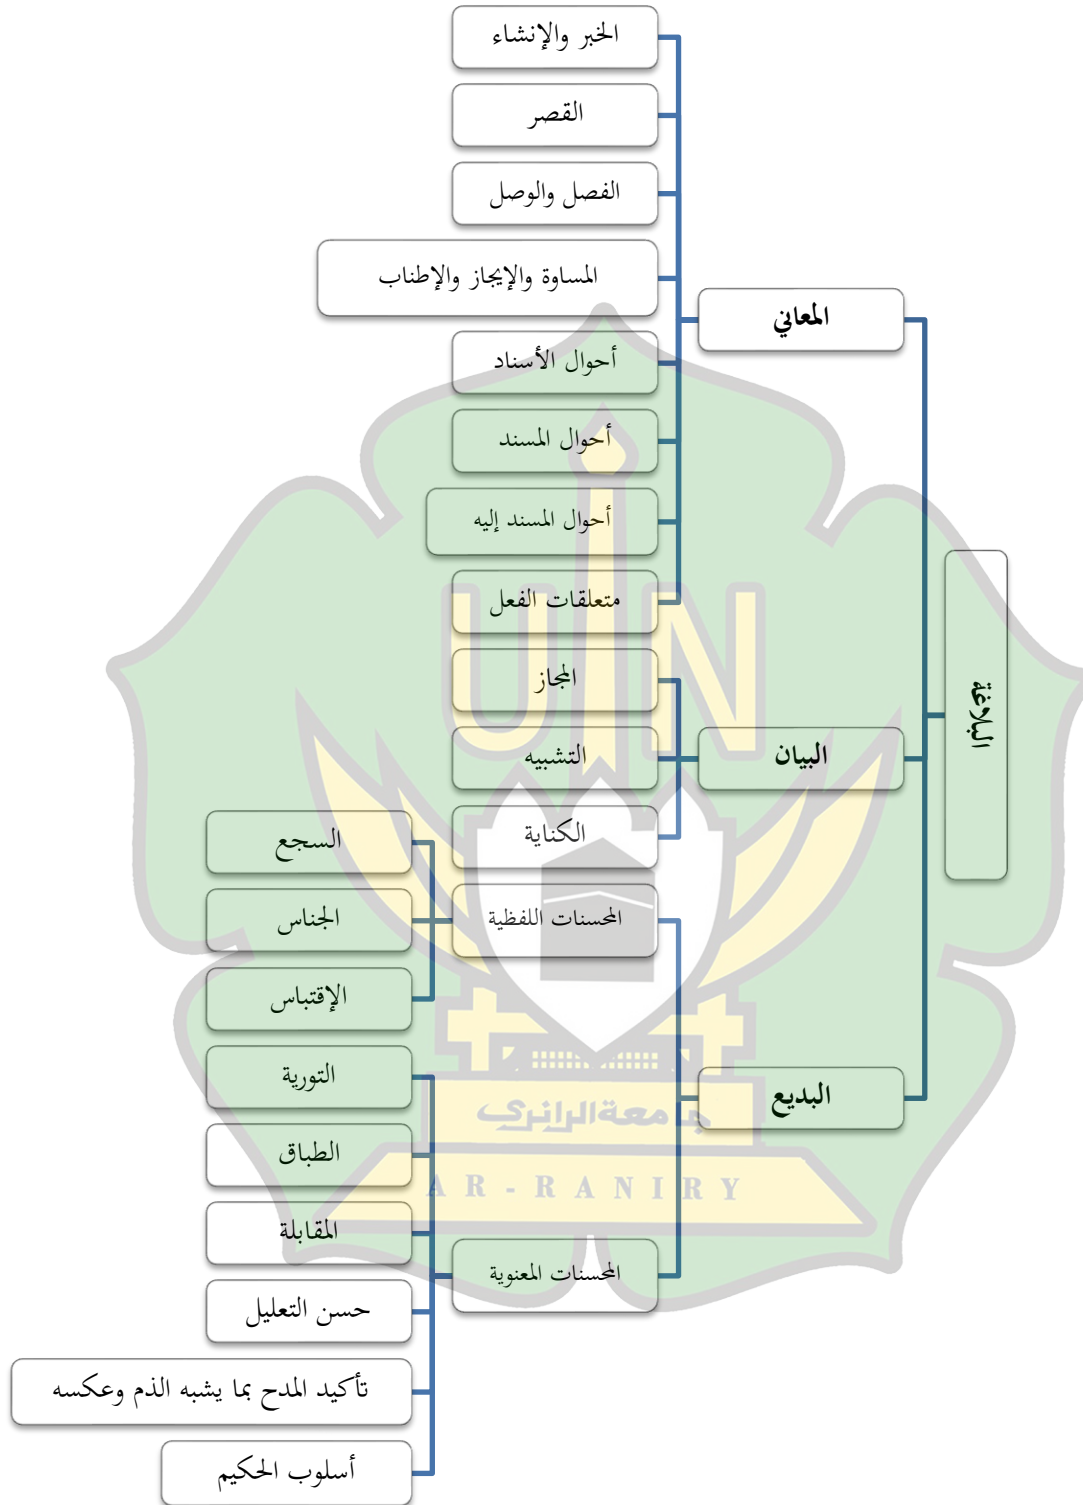 البلاغة
المعاني
الخبر والإنشاء
القصر
الفصل والوصل
المساوة والإيجاز والإطناب
أحوال الأسناد
أحوال المسند
أحوال المسند إليه
متعلقات الفعل
البيان
المجاز
التشبيه
الكناية
البديع
المحسنات اللفظية
السجع
الجناس
الإقتباس
المحسنات المعنوية
التورية
الطباق
المقابلة
حسن التعليل
تأكيد المدح بما يشبه الذم وعكسه
أسلوب الحكيم
UIN
جامعة الرانري
AR-RANIRY